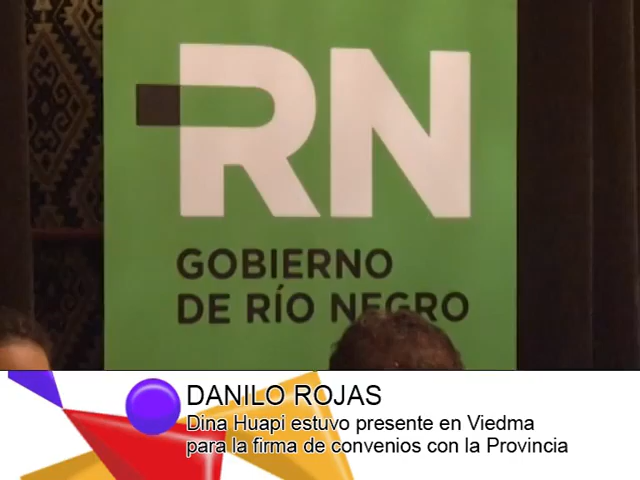 RN
GOBIERNO
DE RÍO NEGRO
DANILO ROJAS
Dina Huapi estuvo presente en Viedma
para la firma de convenios con la Provincia